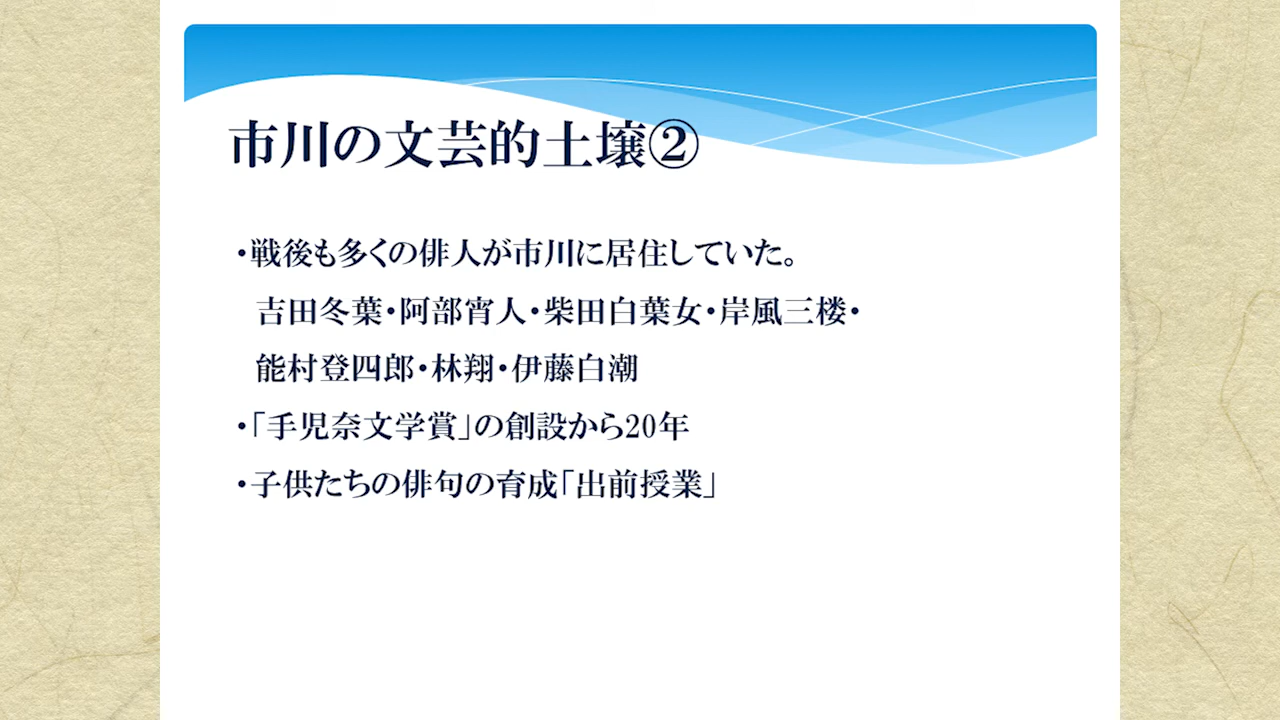 市川の文芸的土壌②
・戦後も多くの俳人が市川に居住していた。
吉田冬葉・阿部宵人・柴田白葉女・岸風三楼・
能村登四郎・林翔・伊藤白潮
・「手児奈文学賞」の創設から20年
・子供たちの俳句の育成「出前授業」